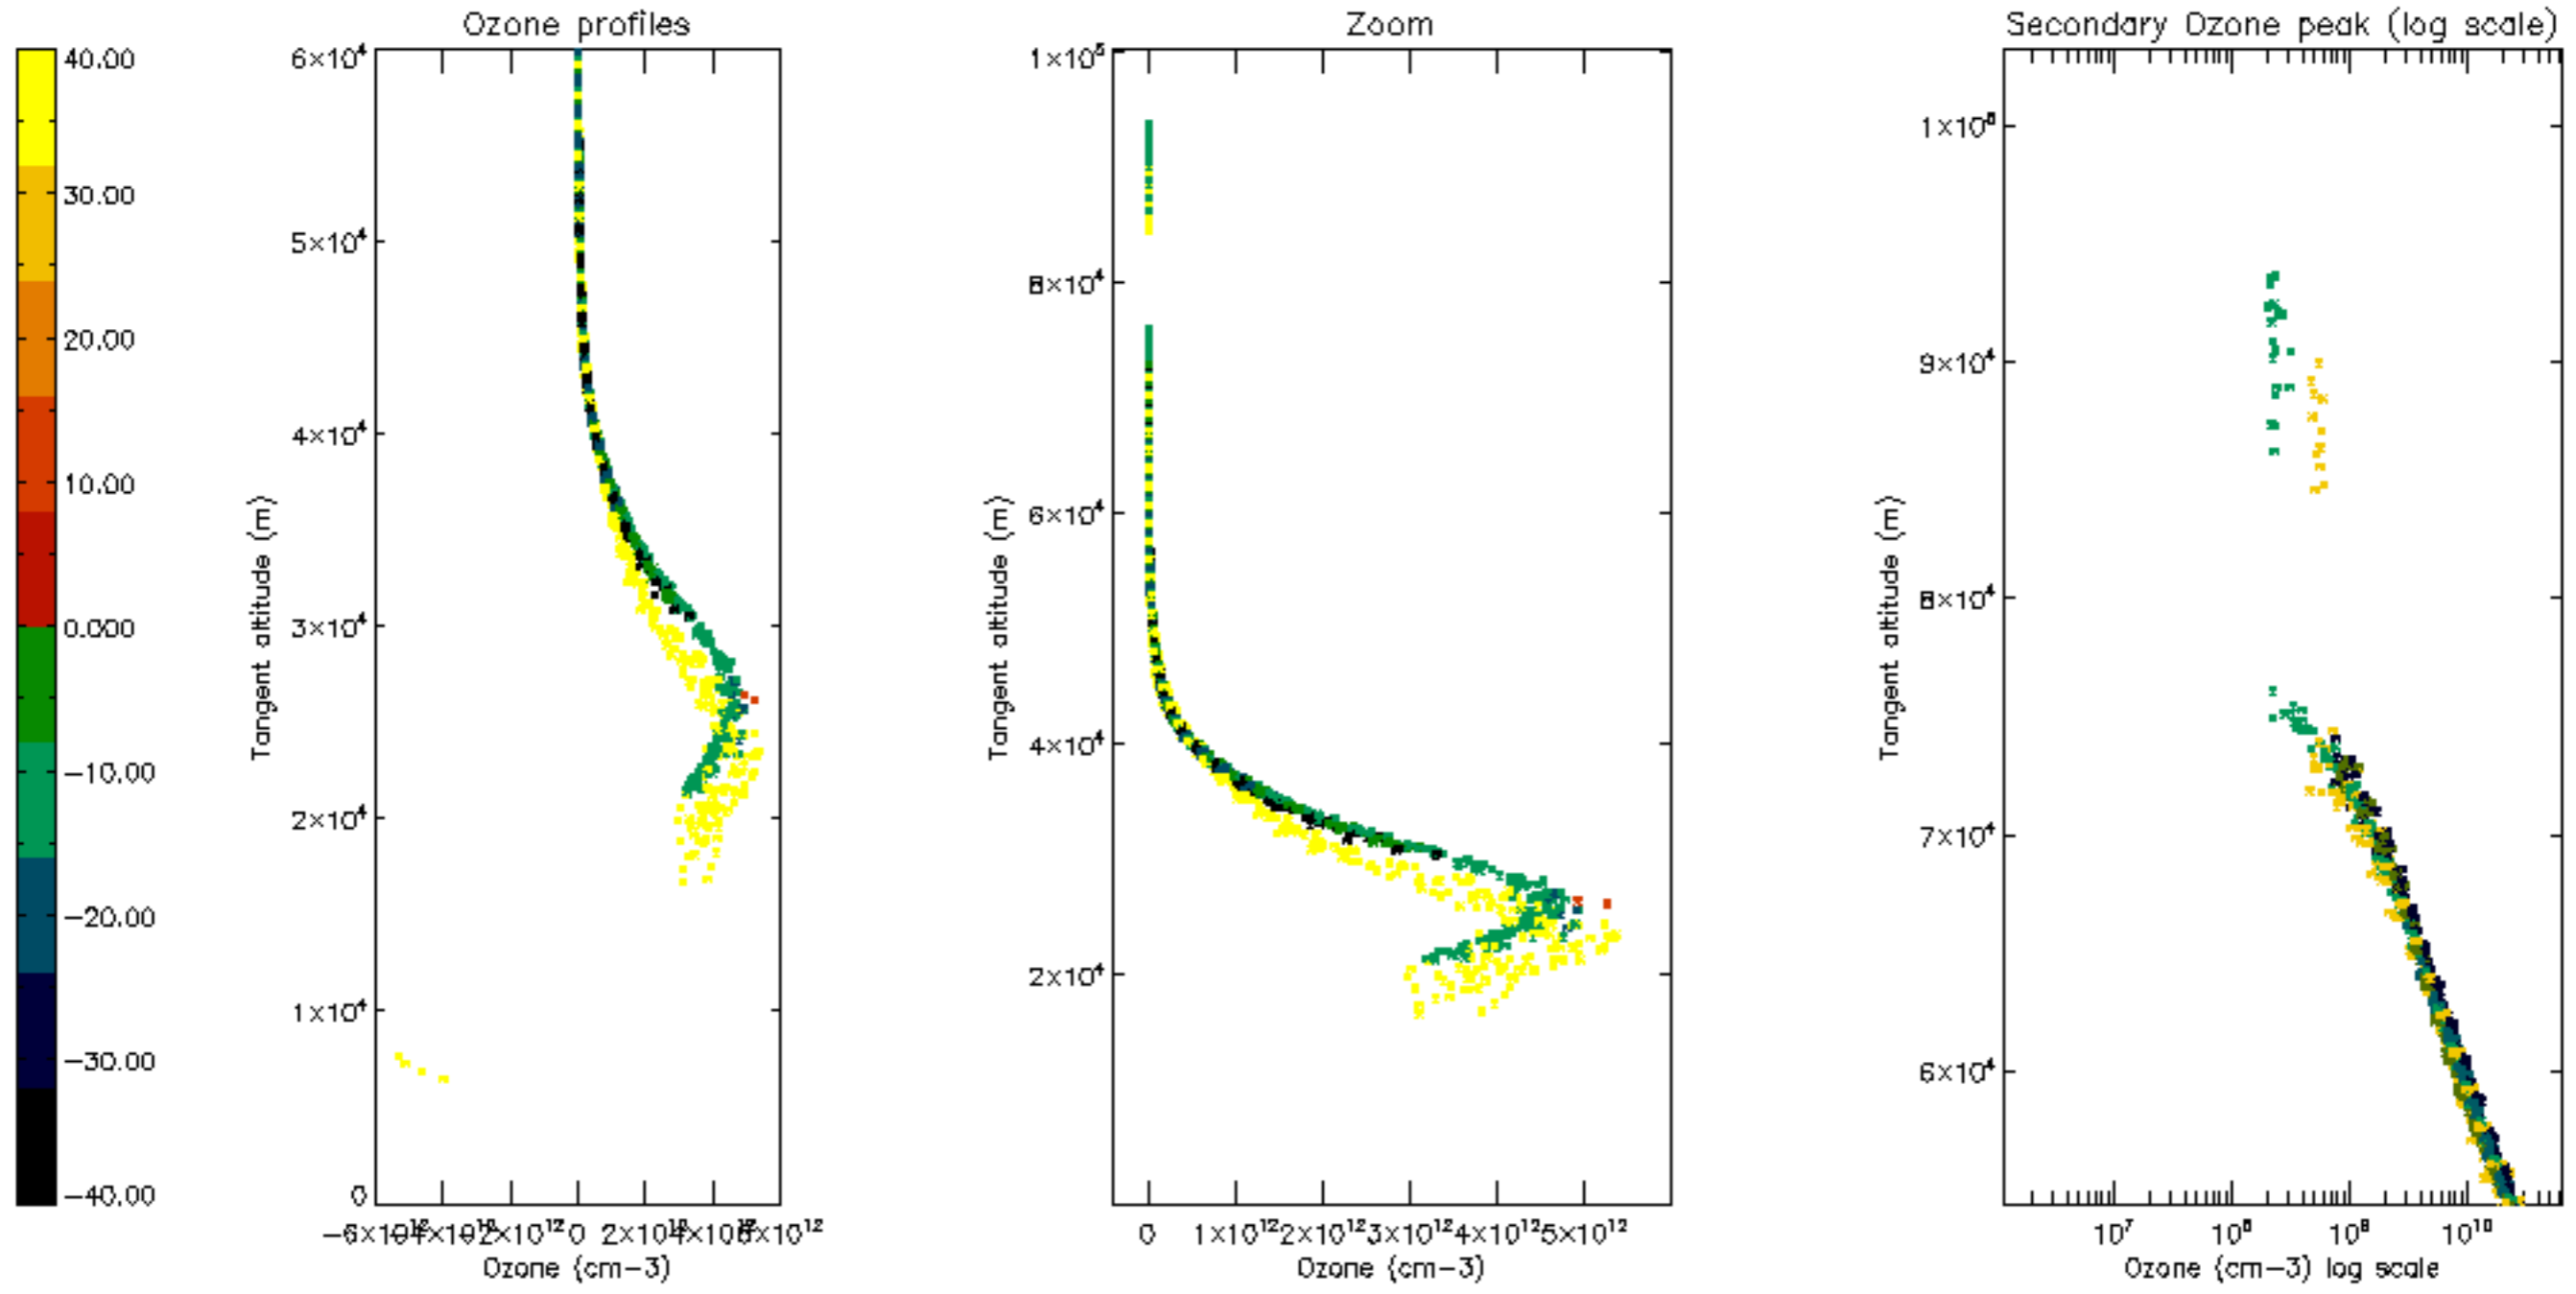 Ozone profiles
Zoom
Secondary Ozone peak (log scale)
40.00
30.00
20.00
10.00
0.000
−10.00
−20.00
−30.00
−40.00
6×10⁴
5×10⁴
4×10⁴
3×10⁴
2×10⁴
1×10⁴
0
Tangent altitude (m)
0
Ozone (cm−3)
1×10⁵
8×10⁴
6×10⁴
4×10⁴
2×10⁴
Tangent altitude (m)
0 1×10¹² 2×10¹² 3×10¹² 4×10¹² 5×10¹²
Ozone (cm−3)
1×10⁵
9×10⁴
8×10⁴
7×10⁴
6×10⁴
Tangent altitude (m)
10⁷ 10⁸ 10⁹ 10¹⁰
Ozone (cm−3) log scale